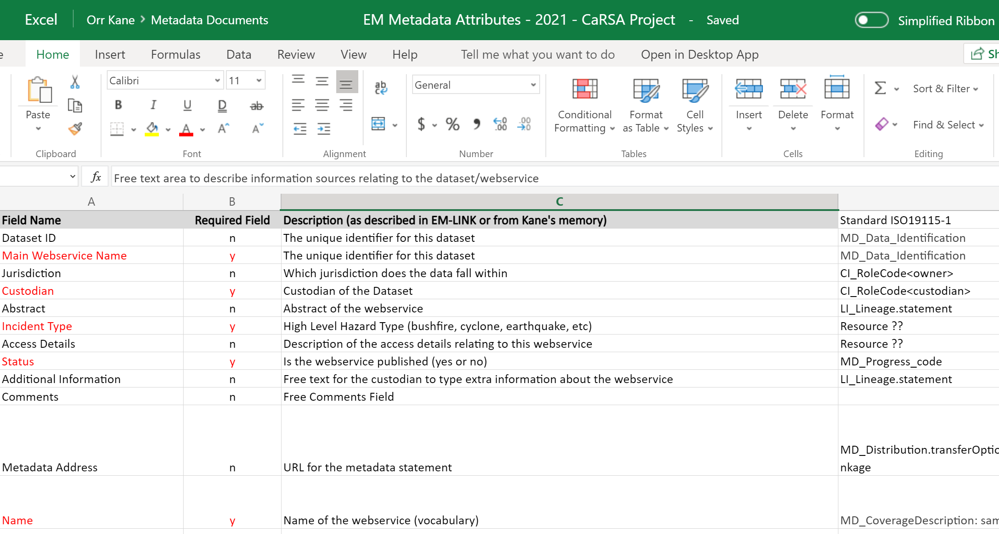 Excel Orr Kane > Metadata Documents EM Metadata Attributes - 2021 - CaRSA Project - Saved Simplified Ribbon
Home Insert Formulas Data Review View Help Tell me what you want to do Open in Desktop App
Paste
Calibri 11
General
Conditional Formatting
Format as Table
Cell Styles
Insert Delete Format
Sort & Filter
Find & Select
Clipboard Font Alignment Number Tables Cells Editing
fx Free text area to describe information sources relating to the dataset/webservice
A B C
Field Name Required Field Description (as described in EM-LINK or from Kane's memory) Standard ISO19115-1
Dataset ID n The unique identifier for this dataset MD_Data_Identification
Main Webservice Name y The unique identifier for this dataset MD_Data_Identification
Jurisdiction n Which jurisdiction does the data fall within CI_RoleCode<owner>
Custodian y Custodian of the Dataset CI_RoleCode<custodian>
Abstract n Abstract of the webservice LI_Lineage.statement
Incident Type y High Level Hazard Type (bushfire, cyclone, earthquake, etc) Resource ??
Access Details n Description of the access details relating to this webservice Resource ??
Status y Is the webservice published (yes or no) MD_Progress_code
Additional Information n Free text for the custodian to type extra information about the webservice LI_Lineage.statement
Comments n Free Comments Field
MD_Distribution.transferOptio
Metadata Address n URL for the metadata statement nkage
Name y Name of the webservice (vocabulary) MD_CoverageDescription: sam